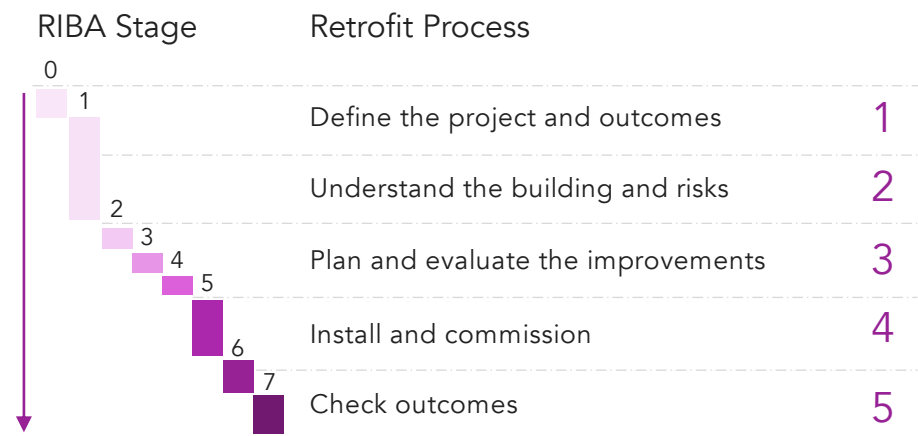 RIBA Stage Retrofit Process
0
1
Define the project and outcomes 1
Understand the building and risks 2
2
3
Plan and evaluate the improvements 3
4
5
Install and commission 4
6
7
Check outcomes 5